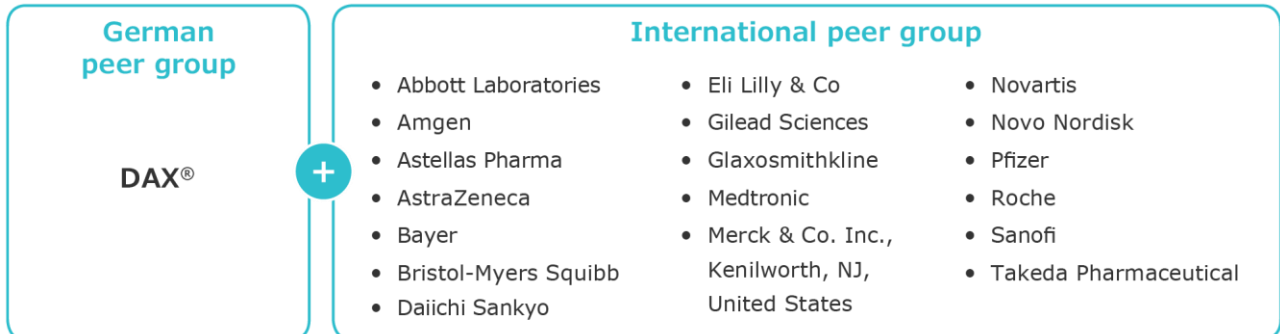 German
peer group
DAX®
+
International peer group
• Abbott Laboratories
• Amgen
• Astellas Pharma
• AstraZeneca
• Bayer
• Bristol-Myers Squibb
• Daiichi Sankyo
• Eli Lilly & Co
• Gilead Sciences
• Glaxosmithkline
• Medtronic
• Merck & Co. Inc.,
Kenilworth, NJ,
United States
• Novartis
• Novo Nordisk
• Pfizer
• Roche
• Sanofi
• Takeda Pharmaceutical